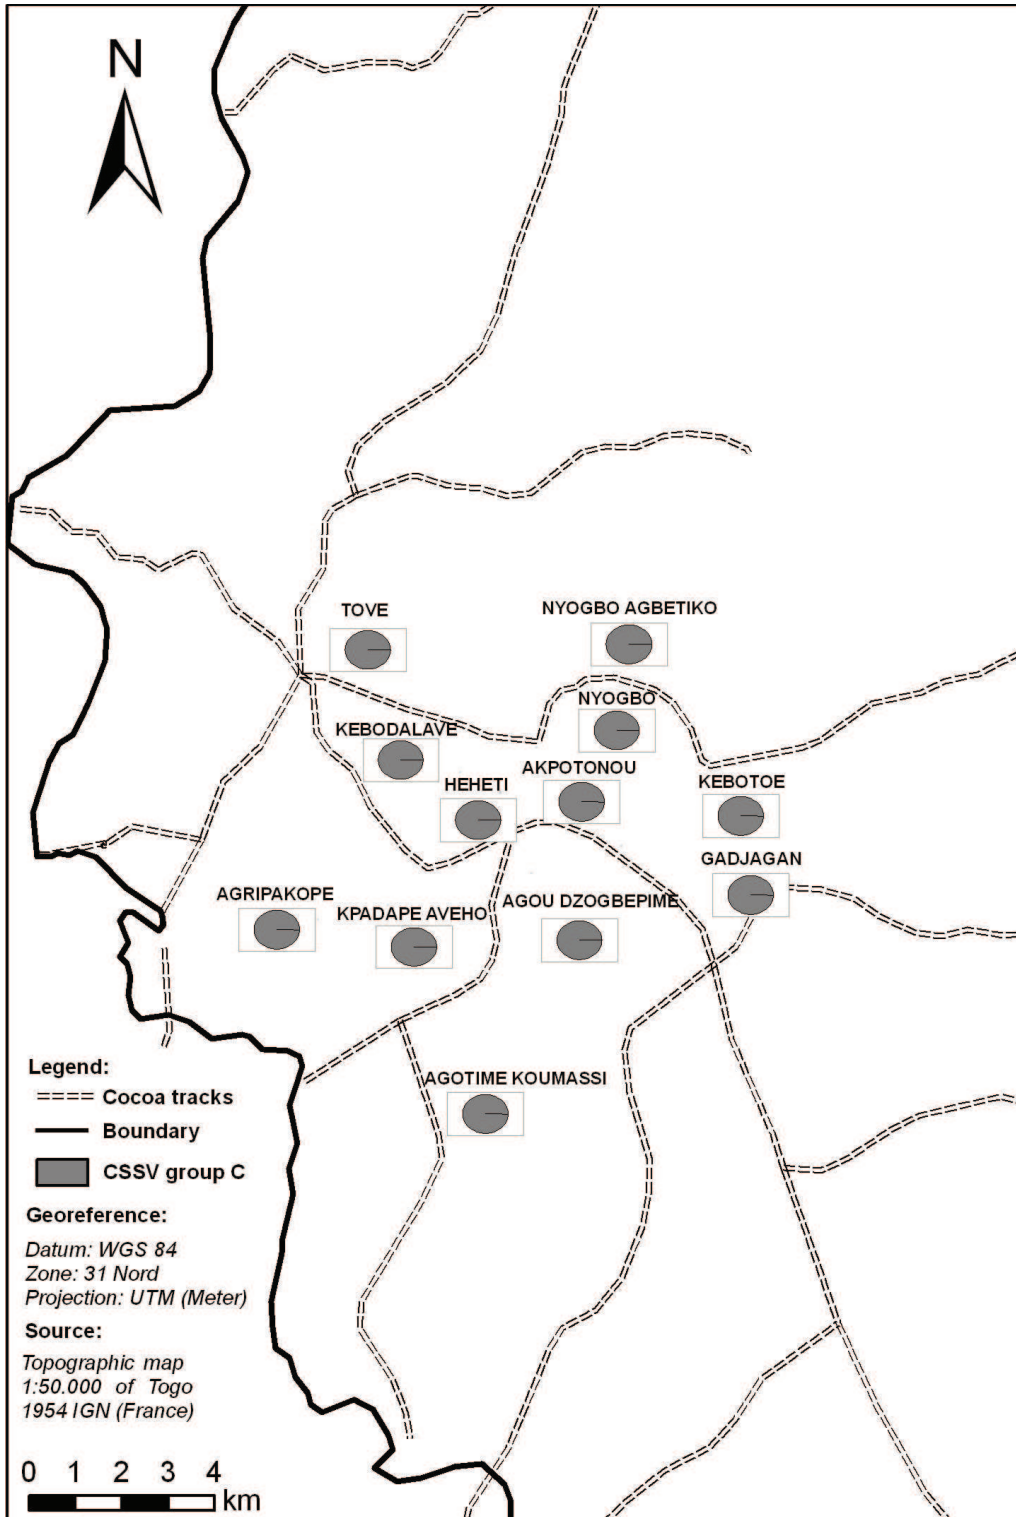 N
TOVE
NYOGBO AGBETIKO
NYOGBO
KEBODALAVE
AKPOTONOU
HEHETI
KEBOTOE
GADJAGAN
AGRIPAKOPE
KPADAPE AVEHO
AGOU DZOGBEPIME
AGOTIME KOUMASSI
Legend:
Cocoa tracks
Boundary
CSSV group C
Georeference:
Datum: WGS 84
Zone: 31 Nord
Projection: UTM (Meter)
Source:
Topographic map
1:50.000 of Togo
1954 IGN (France)
0 1 2 3 4
km